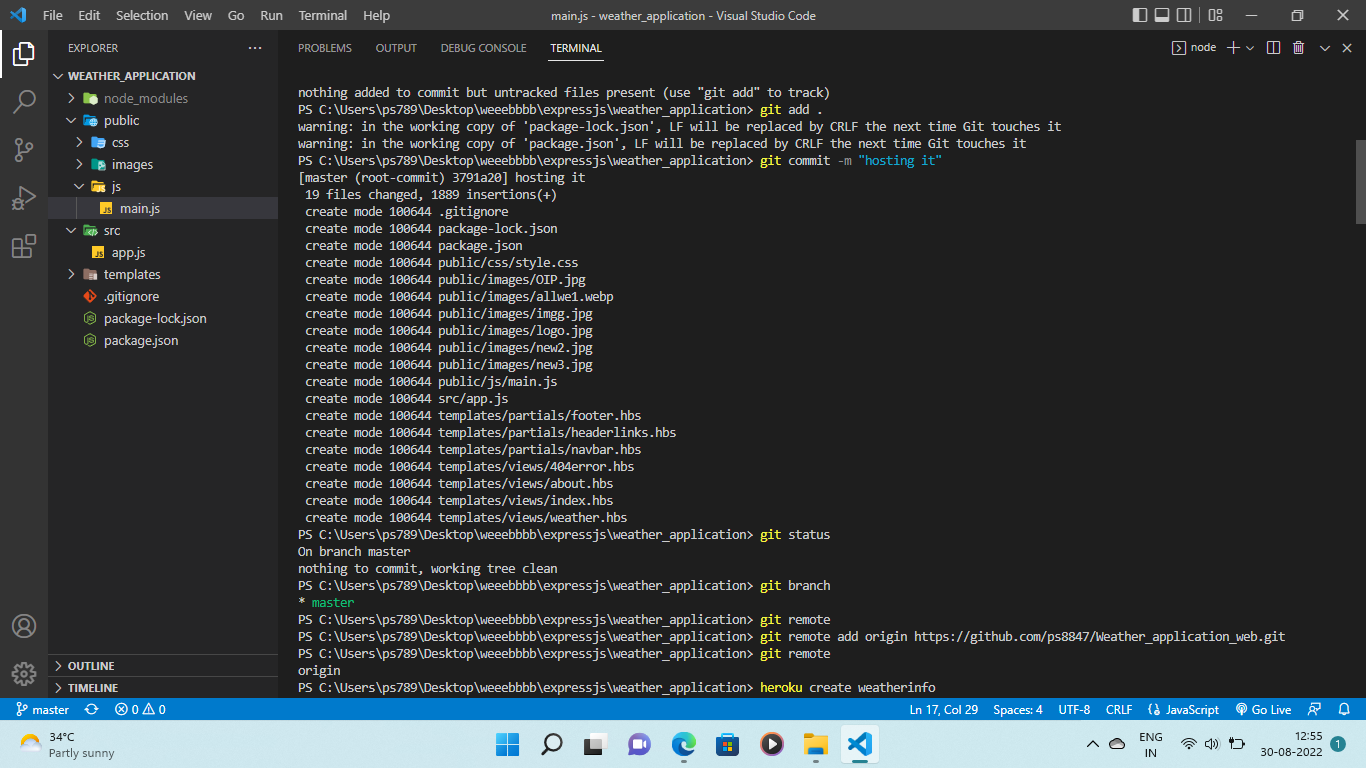 File Edit Selection View Go Run Terminal Help
main.js - weather_application - Visual Studio Code
EXPLORER
WEATHER_APPLICATION
node_modules
public
css
images
js
main.js
src
app.js
templates
.gitignore
package-lock.json
package.json
OUTLINE
TIMELINE
PROBLEMS OUTPUT DEBUG CONSOLE TERMINAL
node
nothing added to commit but untracked files present (use "git add" to track)
PS C:\Users\ps789\Desktop\weeebbbb\expressjs\weather_application> git add .
warning: in the working copy of 'package-lock.json', LF will be replaced by CRLF the next time Git touches it
warning: in the working copy of 'package.json', LF will be replaced by CRLF the next time Git touches it
PS C:\Users\ps789\Desktop\weeebbbb\expressjs\weather_application> git commit -m "hosting it"
[master (root-commit) 3791a20] hosting it
19 files changed, 1889 insertions(+)
create mode 100644 .gitignore
create mode 100644 package-lock.json
create mode 100644 package.json
create mode 100644 public/css/style.css
create mode 100644 public/images/OIP.jpg
create mode 100644 public/images/allwe1.webp
create mode 100644 public/images/imgg.jpg
create mode 100644 public/images/logo.jpg
create mode 100644 public/images/new2.jpg
create mode 100644 public/images/new3.jpg
create mode 100644 public/js/main.js
create mode 100644 src/app.js
create mode 100644 templates/partials/footer.hbs
create mode 100644 templates/partials/headerlinks.hbs
create mode 100644 templates/partials/navbar.hbs
create mode 100644 templates/views/404error.hbs
create mode 100644 templates/views/about.hbs
create mode 100644 templates/views/index.hbs
create mode 100644 templates/views/weather.hbs
PS C:\Users\ps789\Desktop\weeebbbb\expressjs\weather_application> git status
On branch master
nothing to commit, working tree clean
PS C:\Users\ps789\Desktop\weeebbbb\expressjs\weather_application> git branch
* master
PS C:\Users\ps789\Desktop\weeebbbb\expressjs\weather_application> git remote
PS C:\Users\ps789\Desktop\weeebbbb\expressjs\weather_application> git remote add origin https://github.com/ps8847/Weather_application_web.git
PS C:\Users\ps789\Desktop\weeebbbb\expressjs\weather_application> git remote
origin
PS C:\Users\ps789\Desktop\weeebbbb\expressjs\weather_application> heroku create weatherinfo
master 0 0
Ln 17, Col 29 Spaces: 4 UTF-8 CRLF JavaScript Go Live
34°C
Partly sunny
ENG
IN
12:55
30-08-2022
1